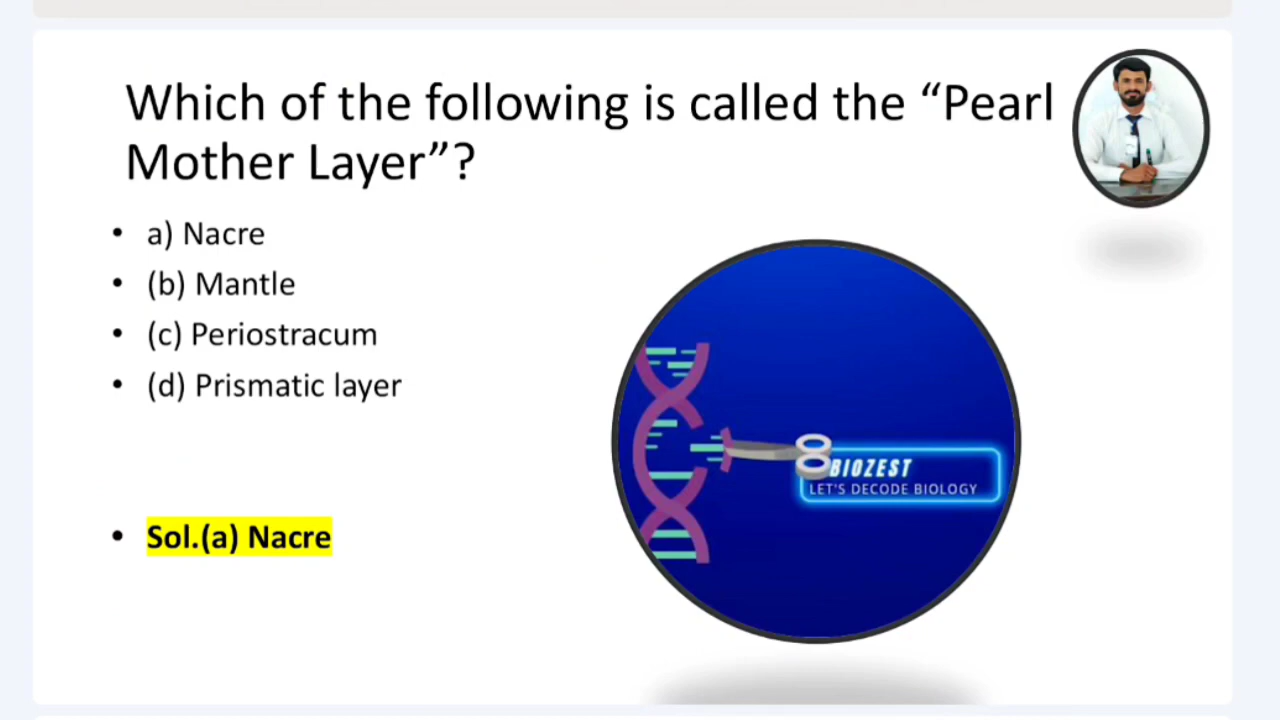 Which of the following is called the “Pearl
Mother Layer”?
• a) Nacre
• (b) Mantle
• (c) Periostracum
• (d) Prismatic layer
• Sol.(a) Nacre
BIOZEST
LET'S DECODE BIOLOGY